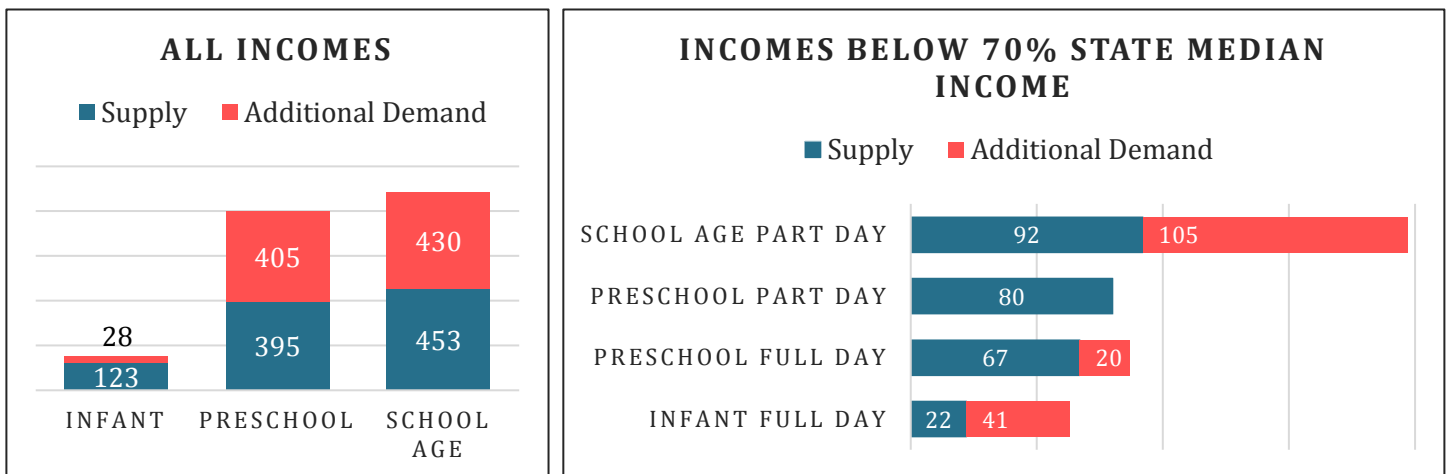 ALL INCOMES
Supply Additional Demand
28
123
405
395
430
453
INFANT
PRESCHOOL
SCHOOL
AGE
INCOMES BELOW 70% STATE MEDIAN
INCOME
Supply Additional Demand
SCHOOL AGE PART DAY 92 105
PRESCHOOL PART DAY 80
PRESCHOOL FULL DAY 67 20
INFANT FULL DAY 22 41